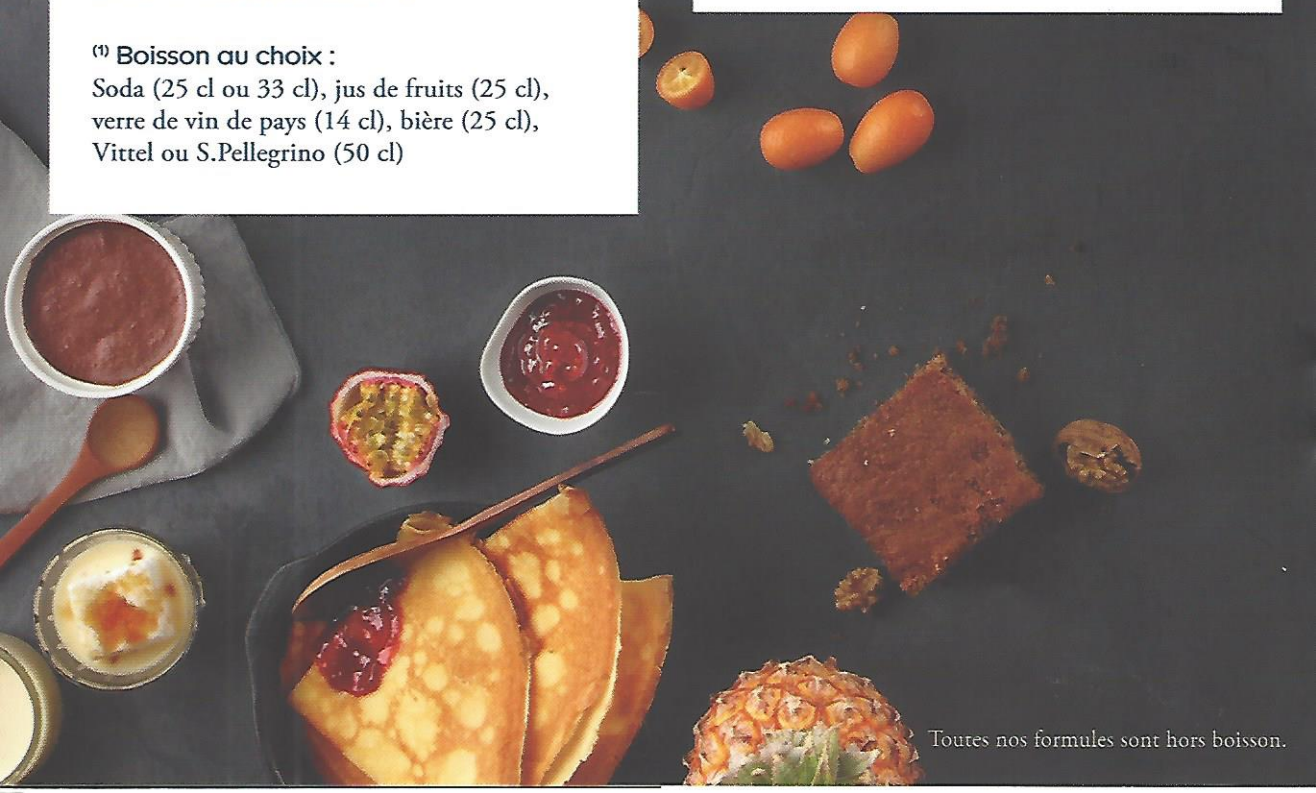 (1) Boisson au choix :
Soda (25 cl ou 33 cl), jus de fruits (25 cl),
verre de vin de pays (14 cl), bière (25 cl),
Vittel ou S.Pellegrino (50 cl)
Toutes nos formules sont hors boisson.